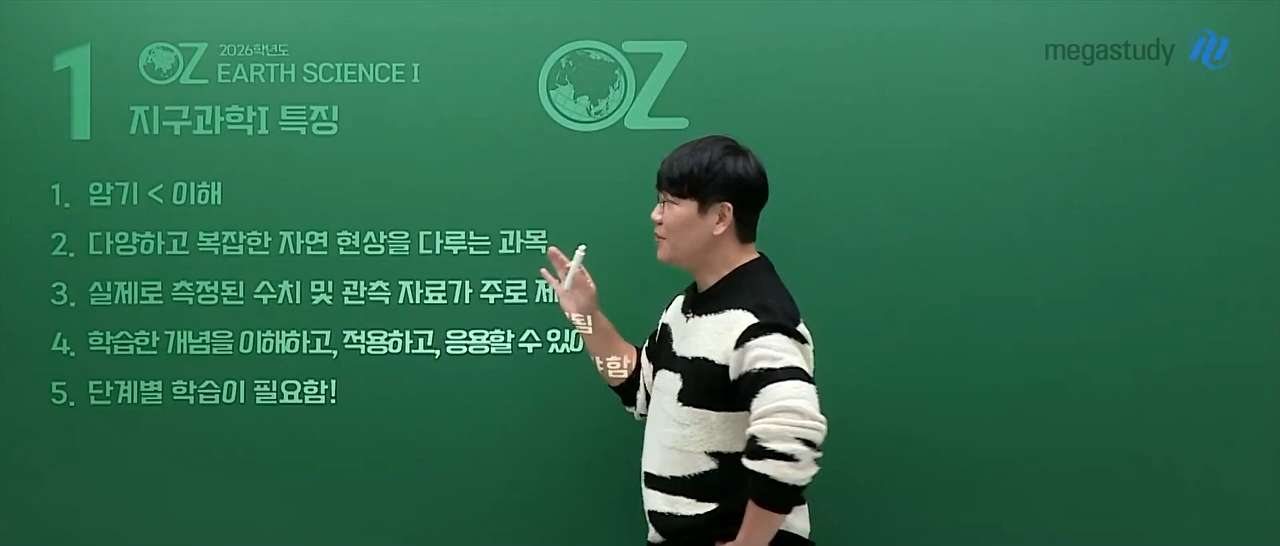 1
OZ
2026학년도
EARTH SCIENCE I
지구과학I 특징
OZ
megastudy
1. 암기 < 이해
2. 다양하고 복잡한 자연 현상을 다루는 과목
3. 실제로 측정된 수치 및 관측 자료가 주로
4. 학습한 개념을 이해하고, 적용하고, 응용할 수
5. 단계별 학습이 필요함!